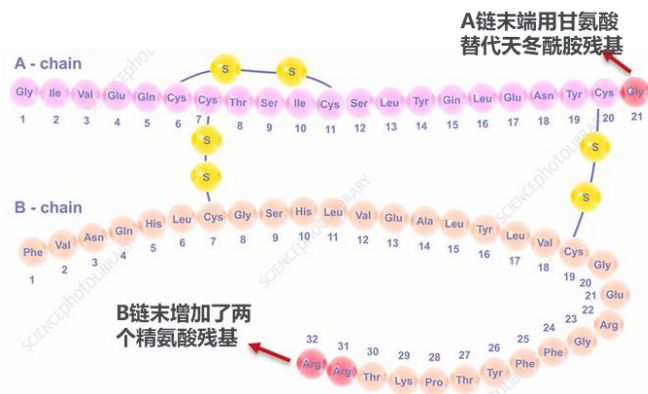 A链末端用甘氨酸
替代天冬酰胺残基
A - chain
S S
Gly Ile Val Glu Gln Cys Cys Thr Ser Ile Cys Ser Leu Tyr Gin Leu Glu Asn Tyr Cys Gly
1 2 3 4 5 6 7 8 9 10 11 12 13 14 15 16 17 18 19 20 21
S
S
S
S
B - chain
Phe Val Asn Gln His Leu Cys Gly Ser His Leu Val Glu Ala Leu Tyr Leu Val Cys Gly
1 2 3 4 5 6 7 8 9 10 11 12 13 14 15 16 17 18 19 20
Glu
21
Arg
22
Gly
23
B链末增加了两
个精氨酸残基
32 31 30 29 28 27 26 25 24
Arg Arg Thr Lys Pro Thr Tyr Phe Phe
SCIENCEphotoLIBRARY
SCIENCEphotoLIBRARY
SCIENCEphotoLIBRARY